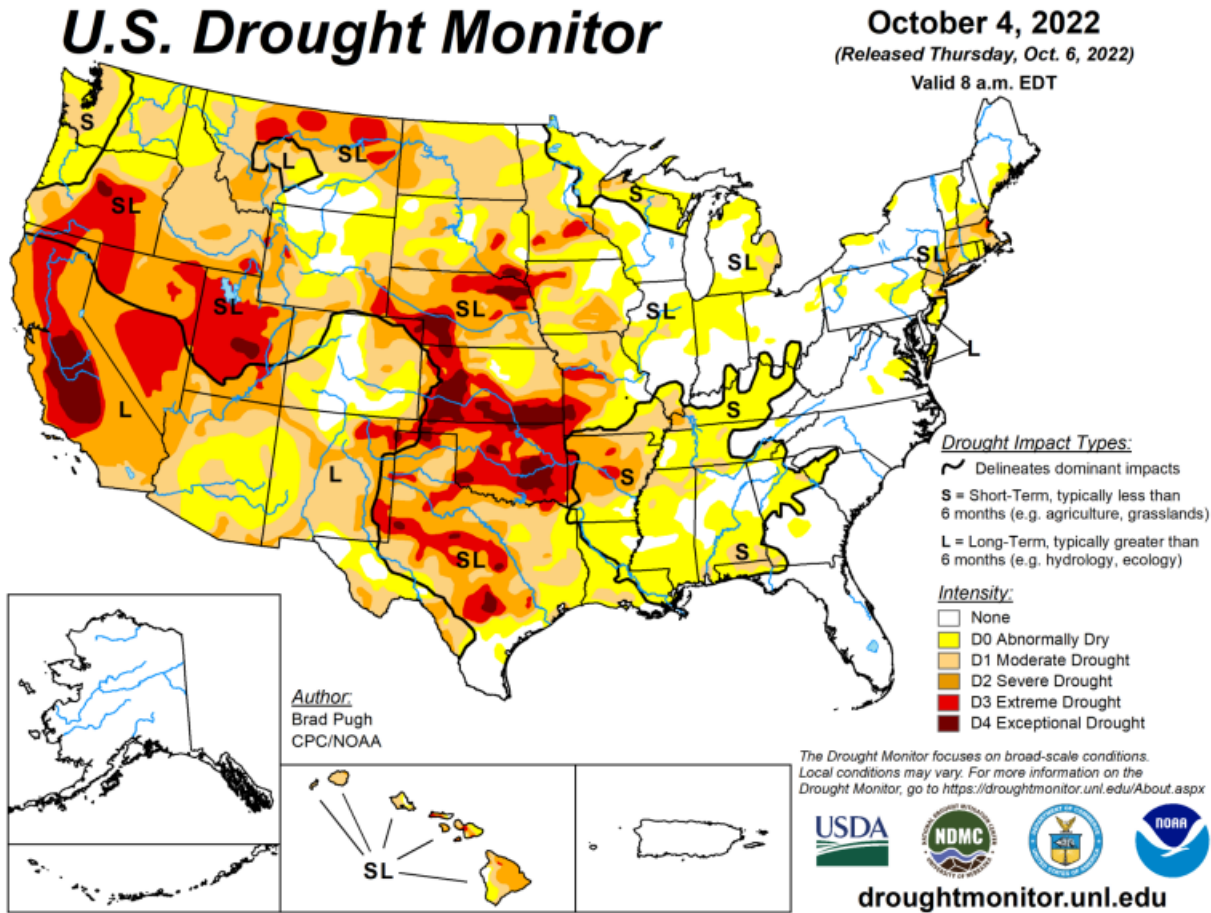 U.S. Drought Monitor
October 4, 2022
(Released Thursday, Oct. 6, 2022)
Valid 8 a.m. EDT
S
L
SL
SL
S
SL
SL
SL
SL
SL
L
L
S
S
L
SL
S
Drought Impact Types:
Delineates dominant impacts
S = Short-Term, typically less than
6 months (e.g. agriculture, grasslands)
L = Long-Term, typically greater than
6 months (e.g. hydrology, ecology)
Intensity:
None
D0 Abnormally Dry
D1 Moderate Drought
D2 Severe Drought
D3 Extreme Drought
D4 Exceptional Drought
Author:
Brad Pugh
CPC/NOAA
SL
The Drought Monitor focuses on broad-scale conditions.
Local conditions may vary. For more information on the
Drought Monitor, go to https://droughtmonitor.unl.edu/About.aspx
USDA
NDMC
NOAA
droughtmonitor.unl.edu